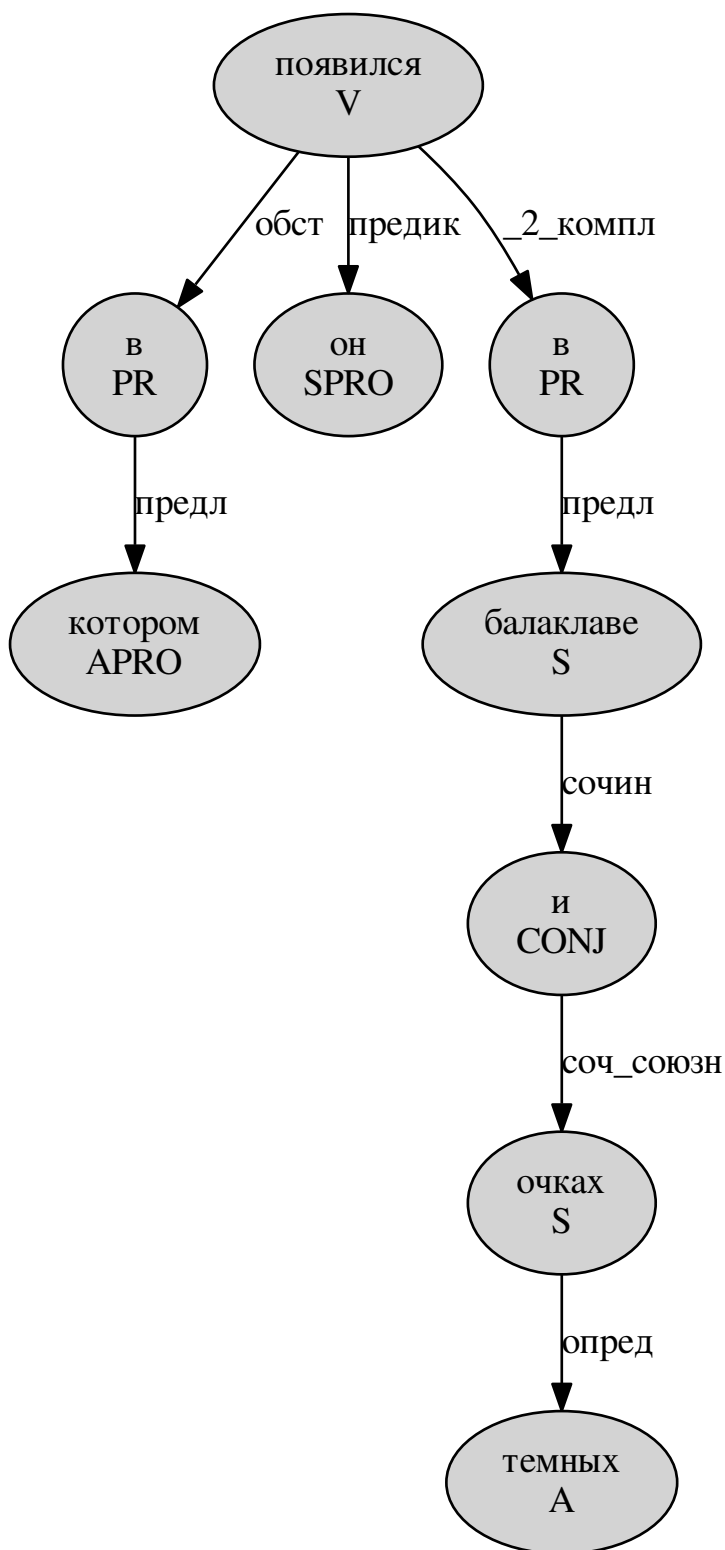 появился
V
обст
предик
_2_компл
в
PR
он
SPRO
в
PR
предл
предл
котором
APRO
балаклаве
S
сочин
и
CONJ
соч_союзн
очках
S
опред
темных
A